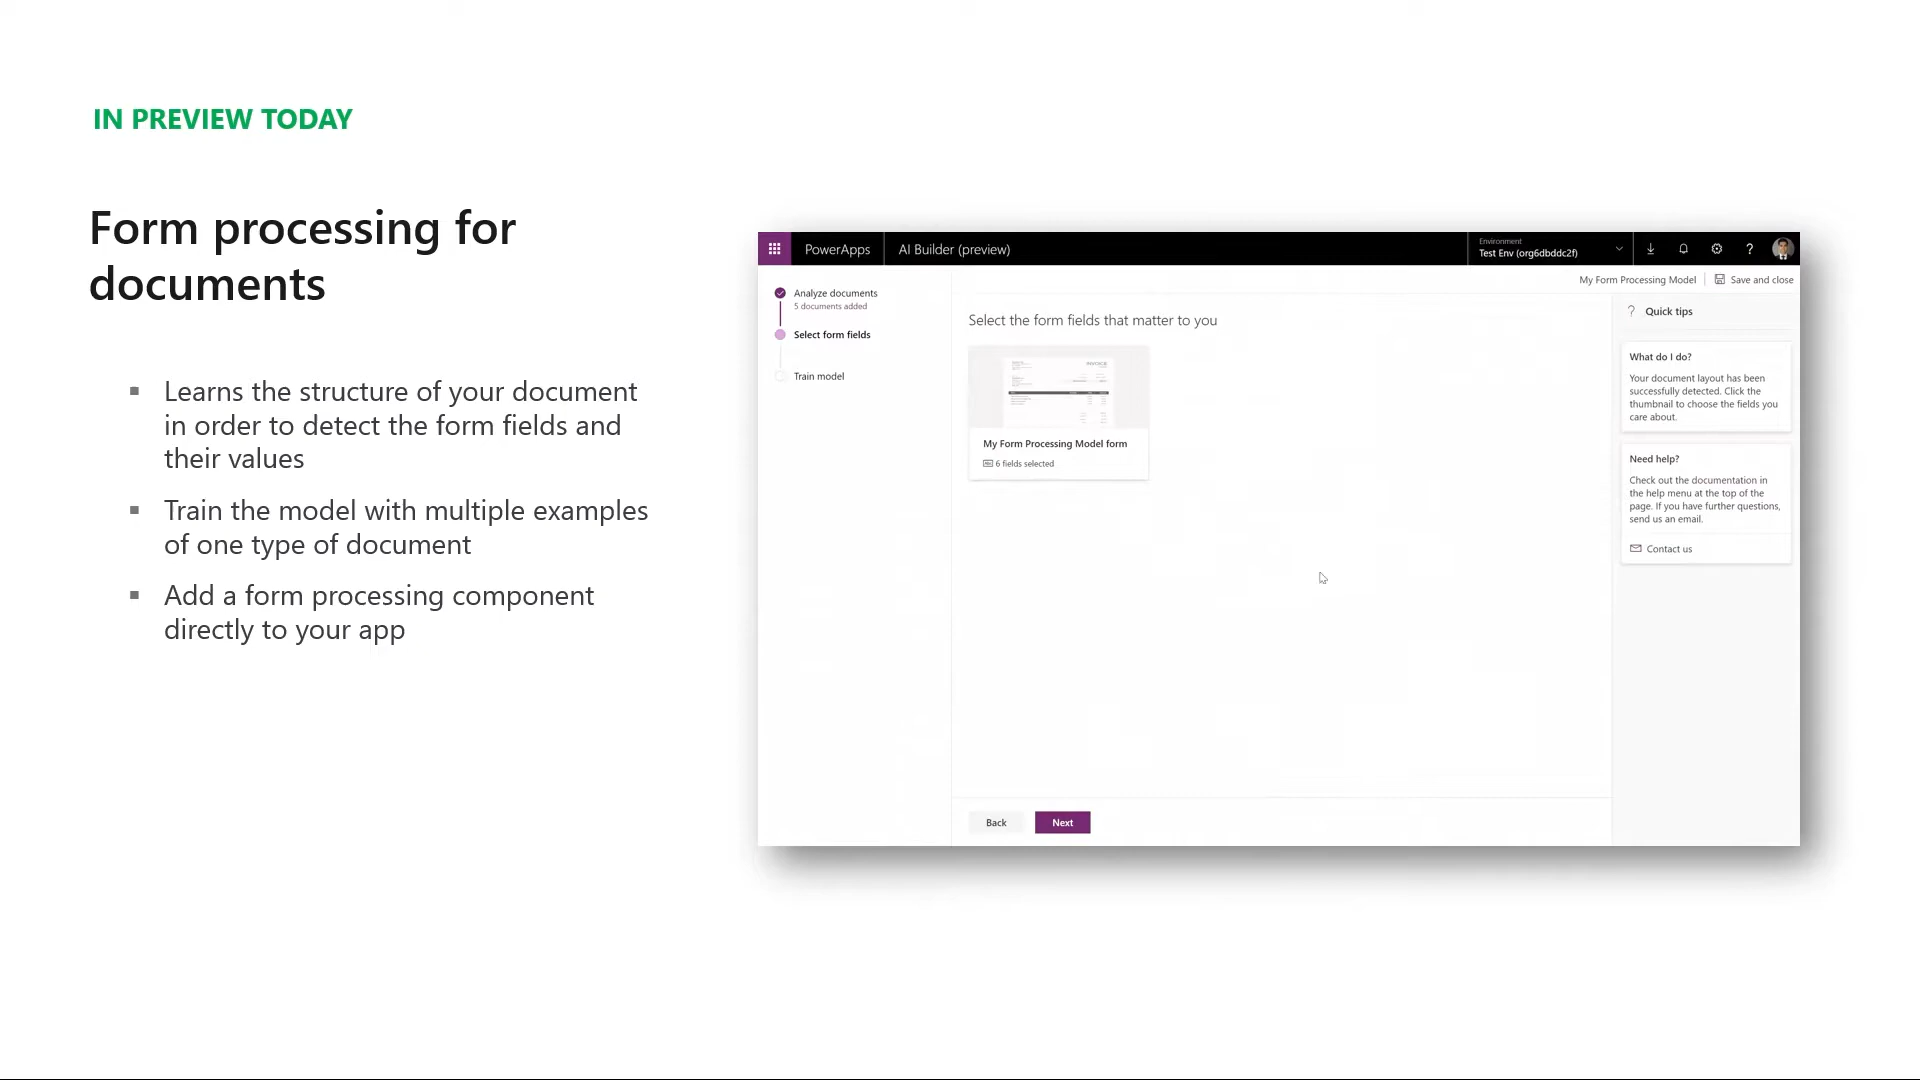 IN PREVIEW TODAY
Form processing for
documents
▪ Learns the structure of your document
in order to detect the form fields and
their values
▪ Train the model with multiple examples
of one type of document
▪ Add a form processing component
directly to your app
PowerApps
AI Builder (preview)
Environment
Test Env (org6dbddc2f)
?
My Form Processing Model
Save and close
Analyze documents
5 documents added
Select form fields
Train model
Select the form fields that matter to you
INVOICE
My Form Processing Model form
6 fields selected
Back
Next
? Quick tips
What do I do?
Your document layout has been
successfully detected. Click the
thumbnail to choose the fields you
care about.
Need help?
Check out the documentation in
the help menu at the top of the
page. If you have further questions,
send us an email.
Contact us